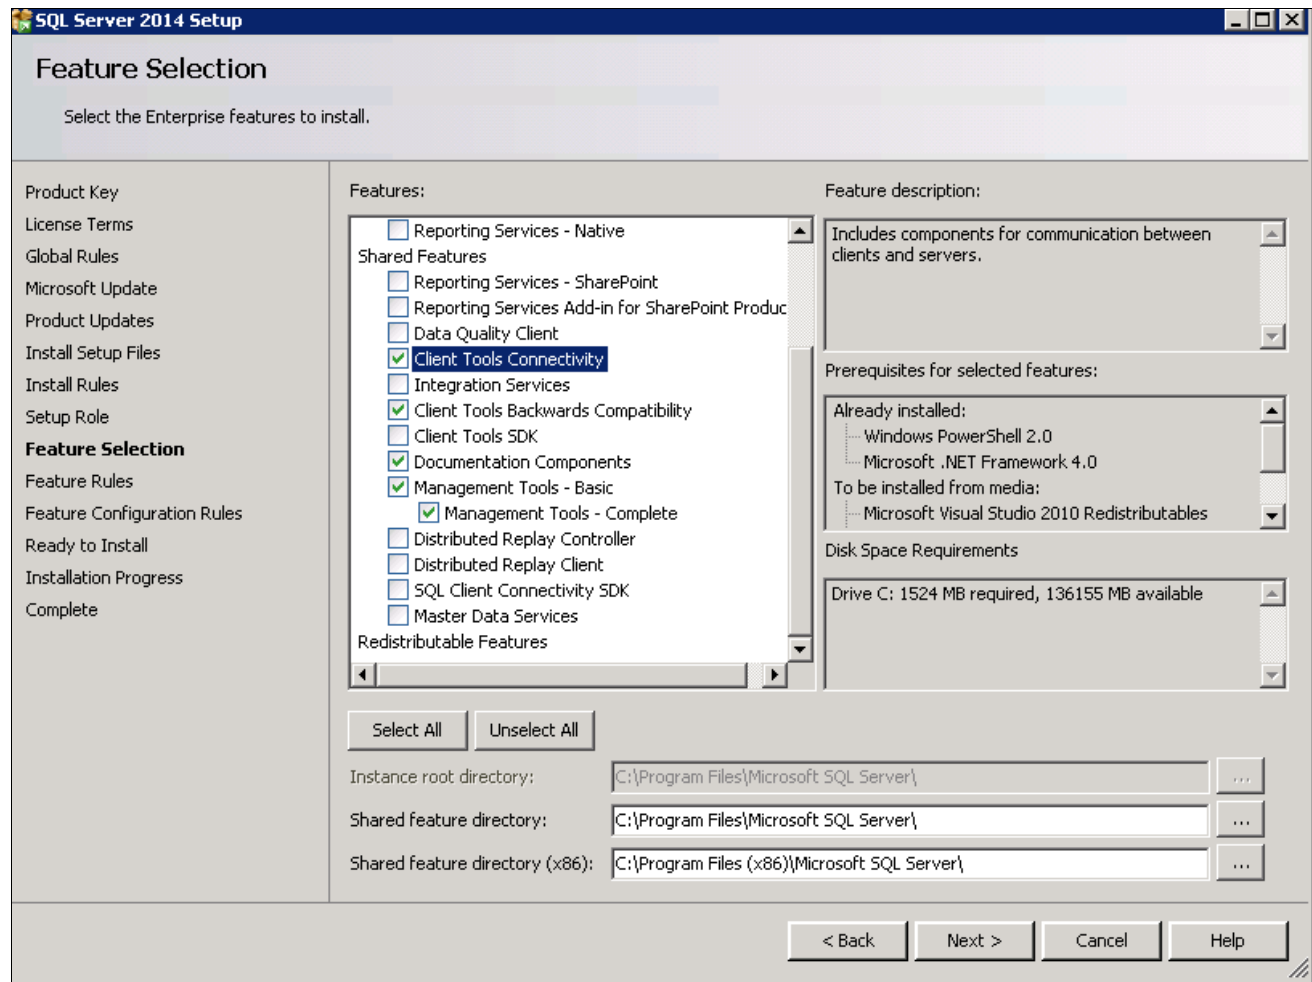 SQL Server 2014 Setup
Feature Selection
Select the Enterprise features to install.
Product Key
License Terms
Global Rules
Microsoft Update
Product Updates
Install Setup Files
Install Rules
Setup Role
Feature Selection
Feature Rules
Feature Configuration Rules
Ready to Install
Installation Progress
Complete
Features:
Reporting Services - Native
Shared Features
Reporting Services - SharePoint
Reporting Services Add-in for SharePoint Produc
Data Quality Client
Client Tools Connectivity
Integration Services
Client Tools Backwards Compatibility
Client Tools SDK
Documentation Components
Management Tools - Basic
Management Tools - Complete
Distributed Replay Controller
Distributed Replay Client
SQL Client Connectivity SDK
Master Data Services
Redistributable Features
Feature description:
Includes components for communication between
clients and servers.
Prerequisites for selected features:
Already installed:
Windows PowerShell 2.0
Microsoft .NET Framework 4.0
To be installed from media:
Microsoft Visual Studio 2010 Redistributables
Disk Space Requirements
Drive C: 1524 MB required, 136155 MB available
Select All
Unselect All
Instance root directory:
C:\Program Files\Microsoft SQL Server\
...
Shared feature directory:
C:\Program Files\Microsoft SQL Server\
...
Shared feature directory (x86):
C:\Program Files (x86)\Microsoft SQL Server\
...
< Back
Next >
Cancel
Help